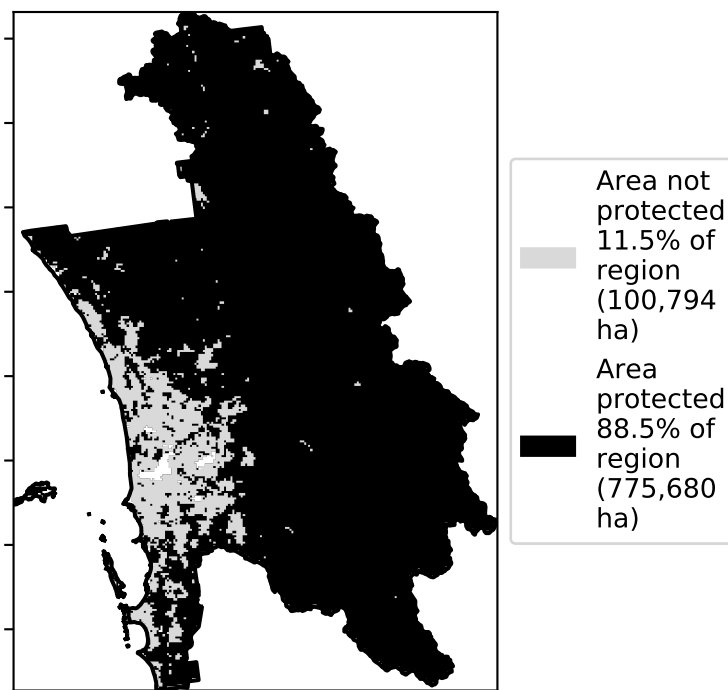 Area not
protected
11.5% of
region
(100,794
ha)
Area
protected
88.5% of
region
(775,680
ha)